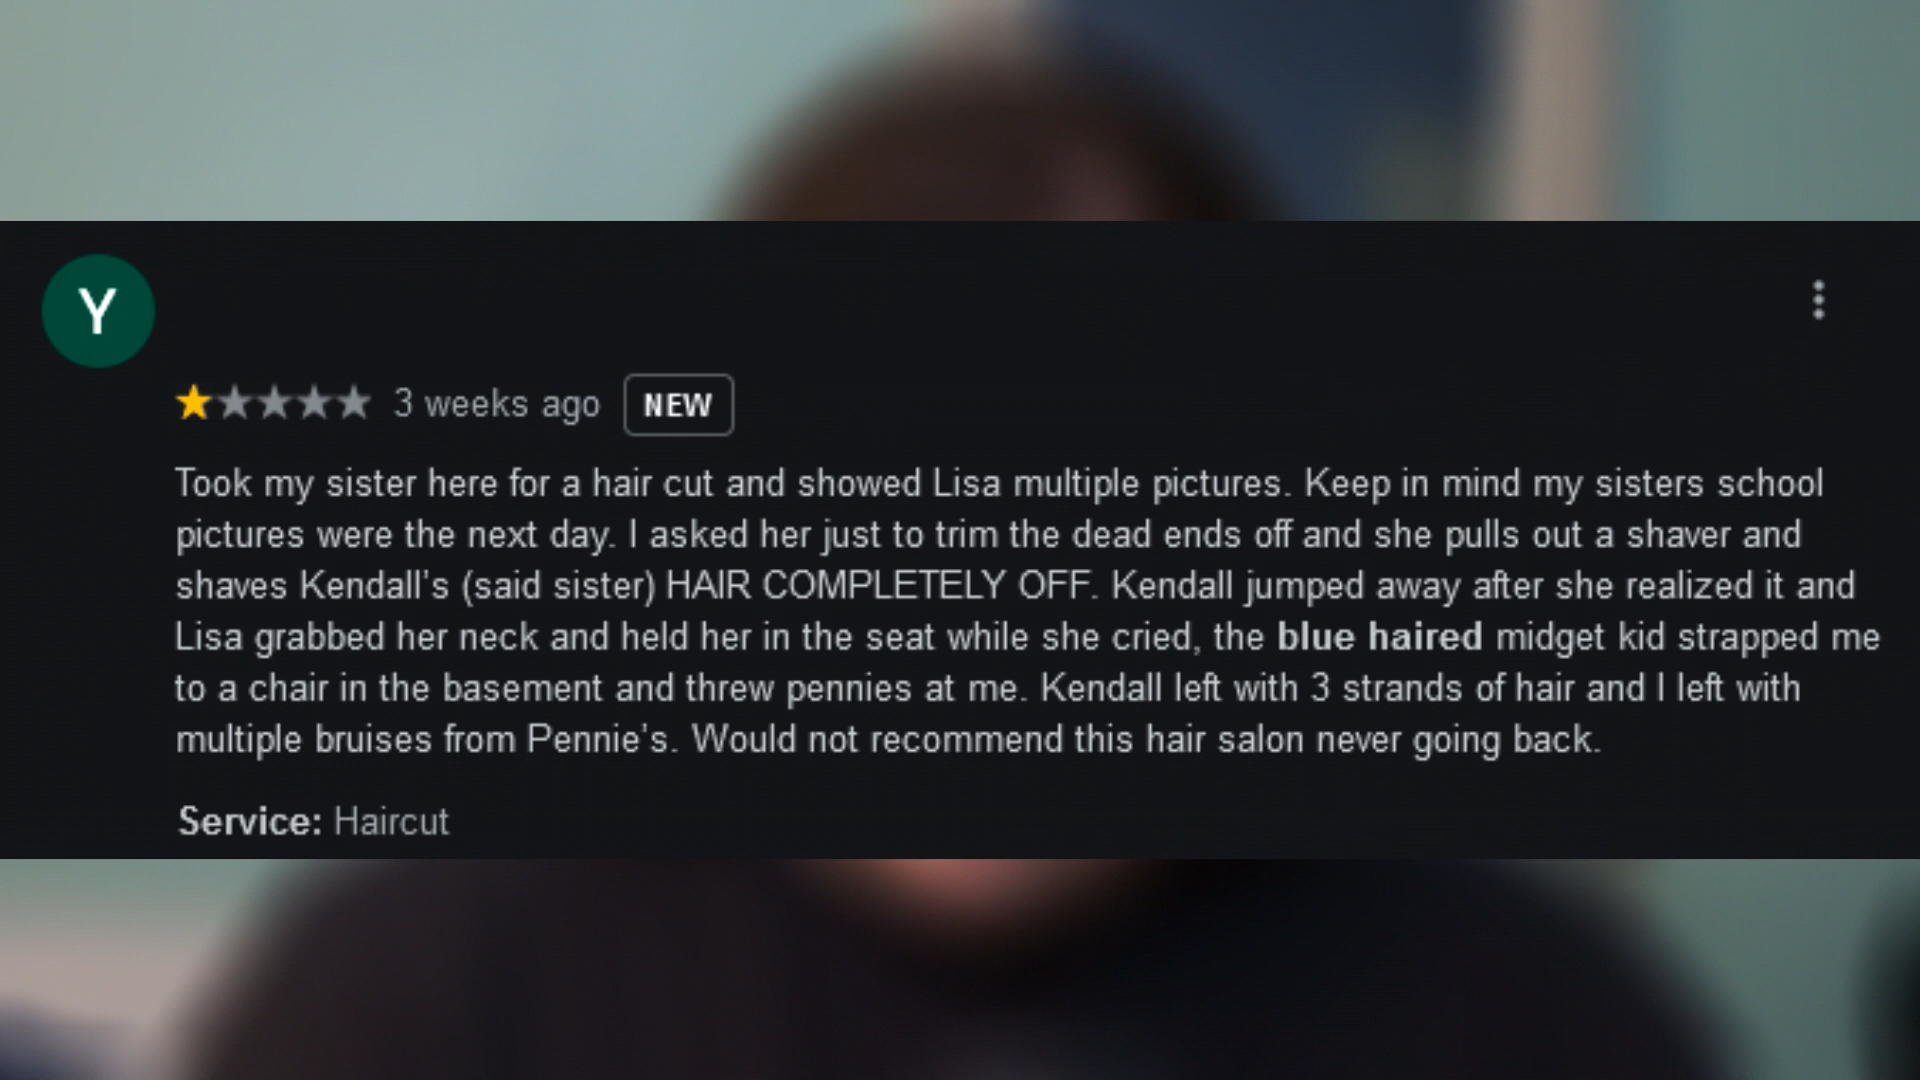 Y
3 weeks ago NEW
Took my sister here for a hair cut and showed Lisa multiple pictures. Keep in mind my sisters school
pictures were the next day. I asked her just to trim the dead ends off and she pulls out a shaver and
shaves Kendall's (said sister) HAIR COMPLETELY OFF. Kendall jumped away after she realized it and
Lisa grabbed her neck and held her in the seat while she cried, the blue haired midget kid strapped me
to a chair in the basement and threw pennies at me. Kendall left with 3 strands of hair and I left with
multiple bruises from Pennie's. Would not recommend this hair salon never going back.
Service: Haircut